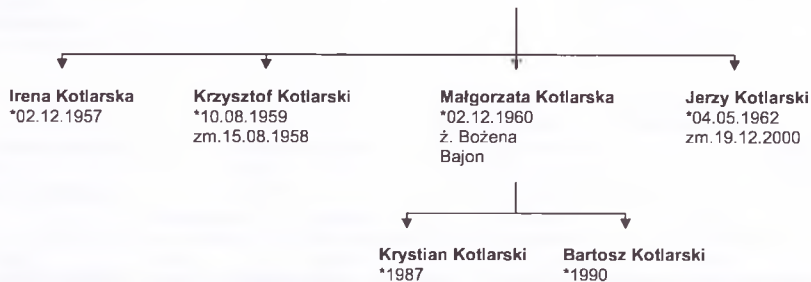 Irena Kotlarska
*02.12.1957
Krzysztof Kotlarski
*10.08.1959
zm.15.08.1958
Małgorzata Kotlarska
*02.12.1960
ż. Bożena
Bajon
Jerzy Kotlarski
*04.05.1962
zm.19.12.2000
Krystian Kotlarski
*1987
Bartosz Kotlarski
*1990